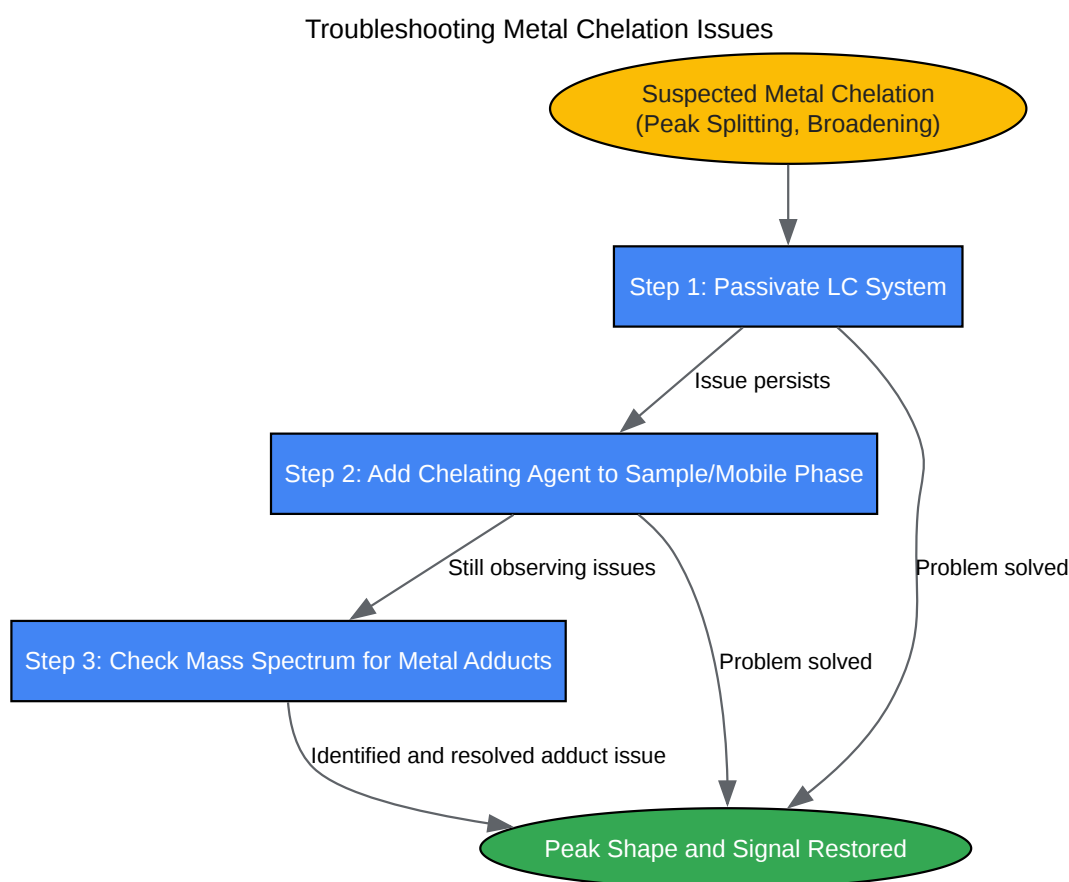 Troubleshooting Metal Chelation Issues
Suspected Metal Chelation
(Peak Splitting, Broadening)
Step 1: Passivate LC System
Issue persists
Step 2: Add Chelating Agent to Sample/Mobile Phase
Still observing issues
Problem solved
Step 3: Check Mass Spectrum for Metal Adducts
Problem solved
Identified and resolved adduct issue
Peak Shape and Signal Restored